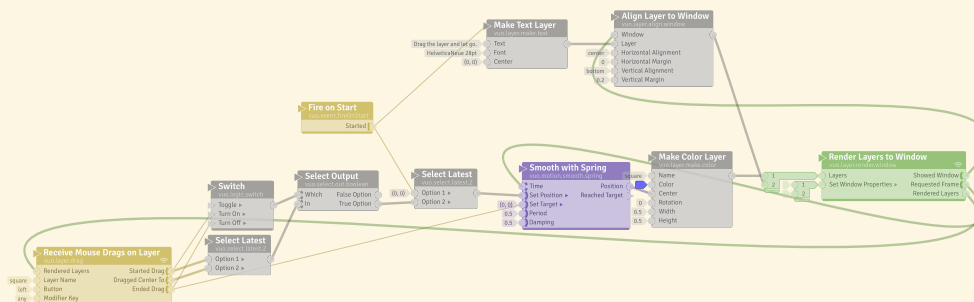 Make Text Layer
vuo.layer.make.text
Drag the layer and let go.
Text
HelveticaNeue 28pt
Font
(0, 0)
Center
Align Layer to Window
vuo.layer.align.window
Window
Layer
center
Horizontal Alignment
0
Horizontal Margin
bottom
Vertical Alignment
0.2
Vertical Margin
Fire on Start
vuo.event.fireOnStart
Started
Switch
Toggle
Turn On
Turn Off
Select Output
vuo.select.out.boolean
Which
False Option
In
True Option
Select Latest
vuo.select.latest.2
(0, 0)
Option 1
Option 2
Select Latest
vuo.select.latest.2
Option 1
Option 2
Smooth with Spring
vuo.motion.smooth.spring
Time
Position
Set Position
Reached Target
(0, 0)
Set Target
0.5
Period
0.5
Damping
Make Color Layer
vuo.layer.make.color
square
Name
Color
Center
0
Rotation
0.5
Width
0.5
Height
1
2
1
2
Render Layers to Window
vuo.layer.render.window
Layers
Showed Window
Set Window Properties
Requested Frame
Rendered Layers
Receive Mouse Drags on Layer
vuo.layer.drag
Rendered Layers
Started Drag
square
Layer Name
Dragged Center To
left
Button
Ended Drag
any
Modifier Key